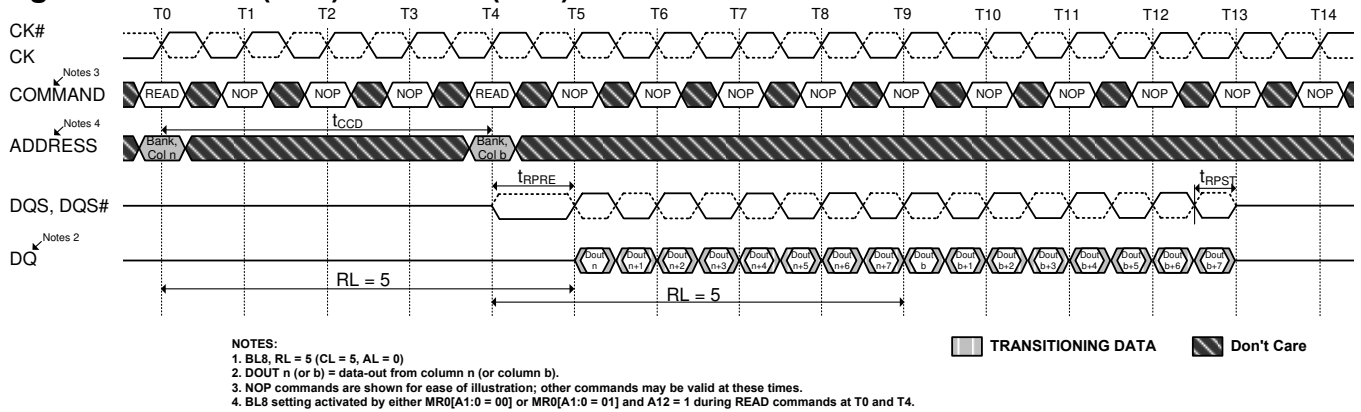 T0 T1 T2 T3 T4 T5 T6 T7 T8 T9 T10 T11 T12 T13 T14
CK#
CK
Notes 3
COMMAND
READ NOP NOP NOP READ NOP NOP NOP NOP NOP NOP NOP NOP NOP NOP
Notes 4
ADDRESS
tCCD
Bank, Col n
Bank, Col b
tRPRE
tRPST
DQS, DQS#
Notes 2
DQ
Dout n
Dout n+1
Dout n+2
Dout n+3
Dout n+4
Dout n+5
Dout n+6
Dout n+7
Dout b
Dout b+1
Dout b+2
Dout b+3
Dout b+4
Dout b+5
Dout b+6
Dout b+7
RL = 5
RL = 5
NOTES:
1. BL8, RL = 5 (CL = 5, AL = 0)
2. DOUT n (or b) = data-out from column n (or column b).
3. NOP commands are shown for ease of illustration; other commands may be valid at these times.
4. BL8 setting activated by either MR0[A1:0 = 00] or MR0[A1:0 = 01] and A12 = 1 during READ commands at T0 and T4.
TRANSITIONING DATA
Don't Care